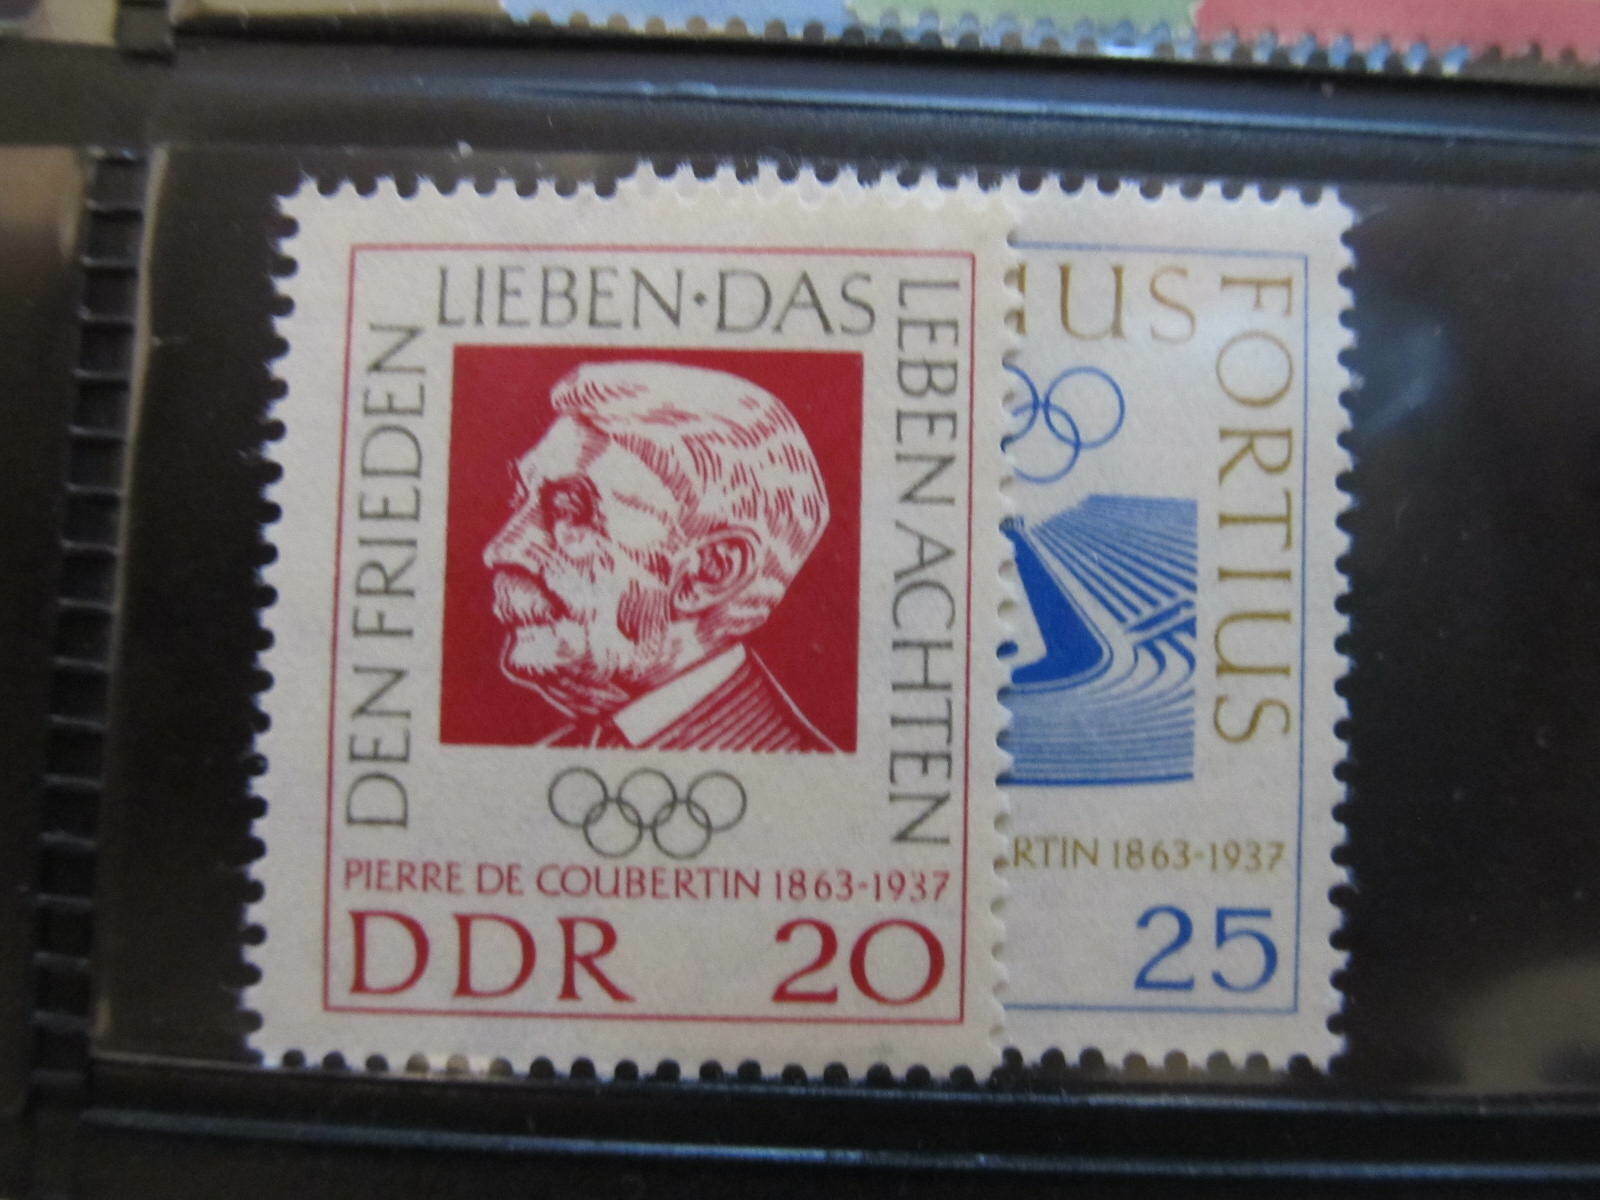 DEN FRIEDEN
LIEBEN·DAS
LEBEN ACHTEN
PIERRE DE COUBERTIN 1863-1937
DDR 20
IUS
FORTIUS
RTIN 1863-1937
25